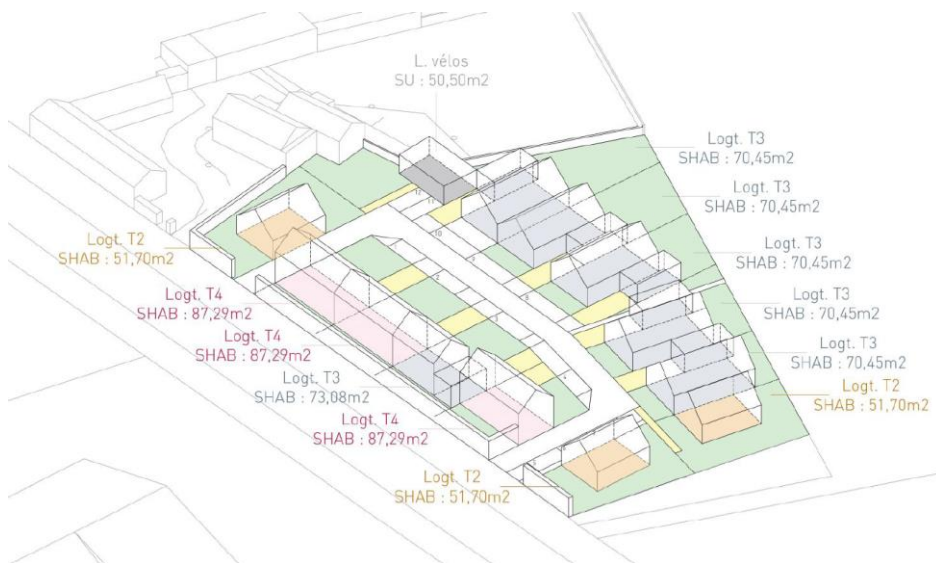 L. vélos
SU : 50,50m2
Logt. T3
SHAB : 70,45m2
Logt. T3
SHAB : 70,45m2
Logt. T3
SHAB : 70,45m2
Logt. T3
SHAB : 70,45m2
Logt. T3
SHAB : 70,45m2
Logt. T2
SHAB : 51,70m2
Logt. T2
SHAB : 51,70m2
Logt. T4
SHAB : 87,29m2
Logt. T4
SHAB : 87,29m2
Logt. T3
SHAB : 73,08m2
Logt. T4
SHAB : 87,29m2
Logt. T2
SHAB : 51,70m2